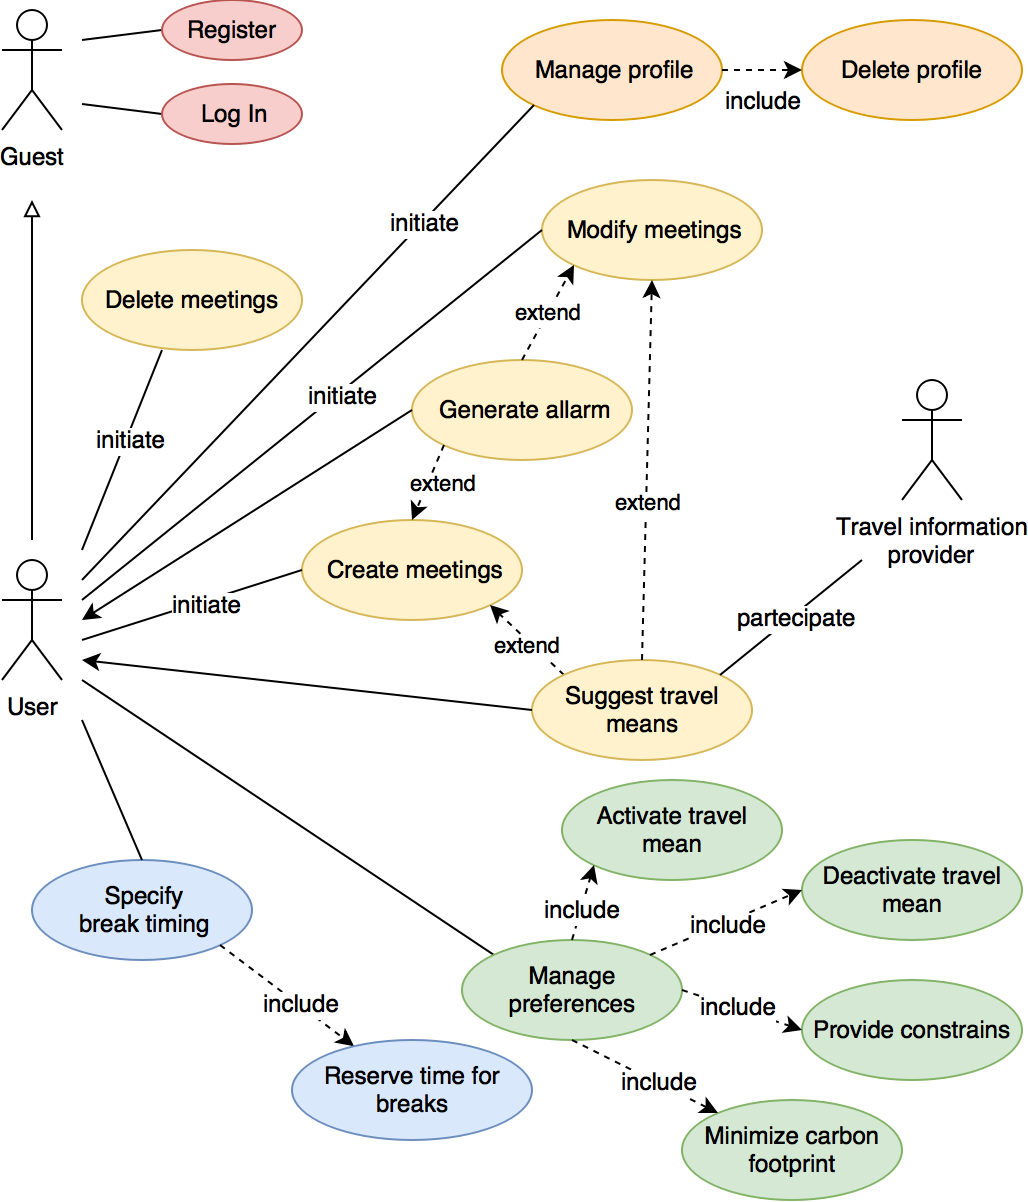 Register
Manage profile
Delete profile
include
Log In
Guest
initiate
Modify meetings
Delete meetings
extend
initiate
Generate allarm
initiate
extend
extend
Travel information
provider
Create meetings
initiate
partecipate
extend
User
Suggest travel
means
Activate travel
mean
Deactivate travel
mean
Specify
break timing
include
include
Manage
preferences
include
include
Provide constrains
Reserve time for
breaks
include
Minimize carbon
footprint